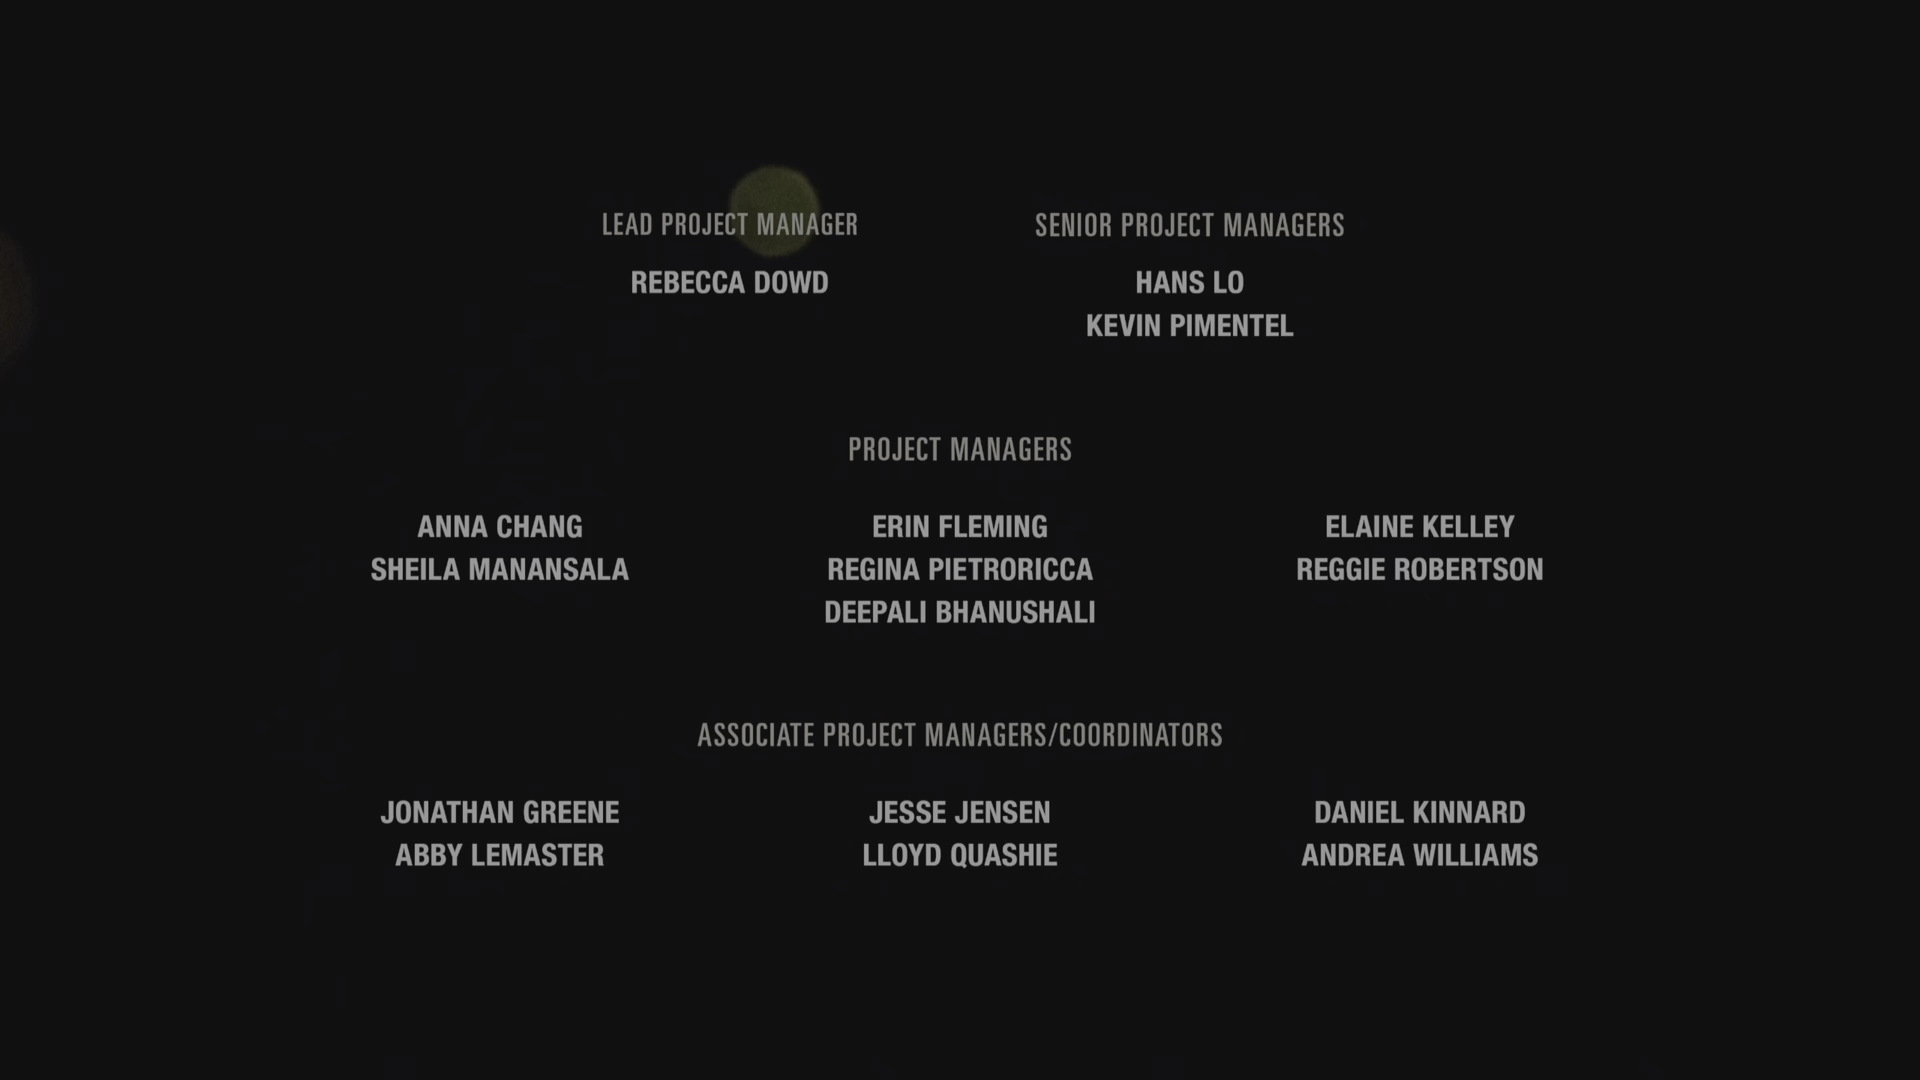 LEAD PROJECT MANAGER
REBECCA DOWD
SENIOR PROJECT MANAGERS
HANS LO
KEVIN PIMENTEL
PROJECT MANAGERS
ANNA CHANG
SHEILA MANANSALA
ERIN FLEMING
REGINA PIETRORICCA
DEEPALI BHANUSHALI
ELAINE KELLEY
REGGIE ROBERTSON
ASSOCIATE PROJECT MANAGERS/COORDINATORS
JONATHAN GREENE
ABBY LEMASTER
JESSE JENSEN
LLOYD QUASHIE
DANIEL KINNARD
ANDREA WILLIAMS